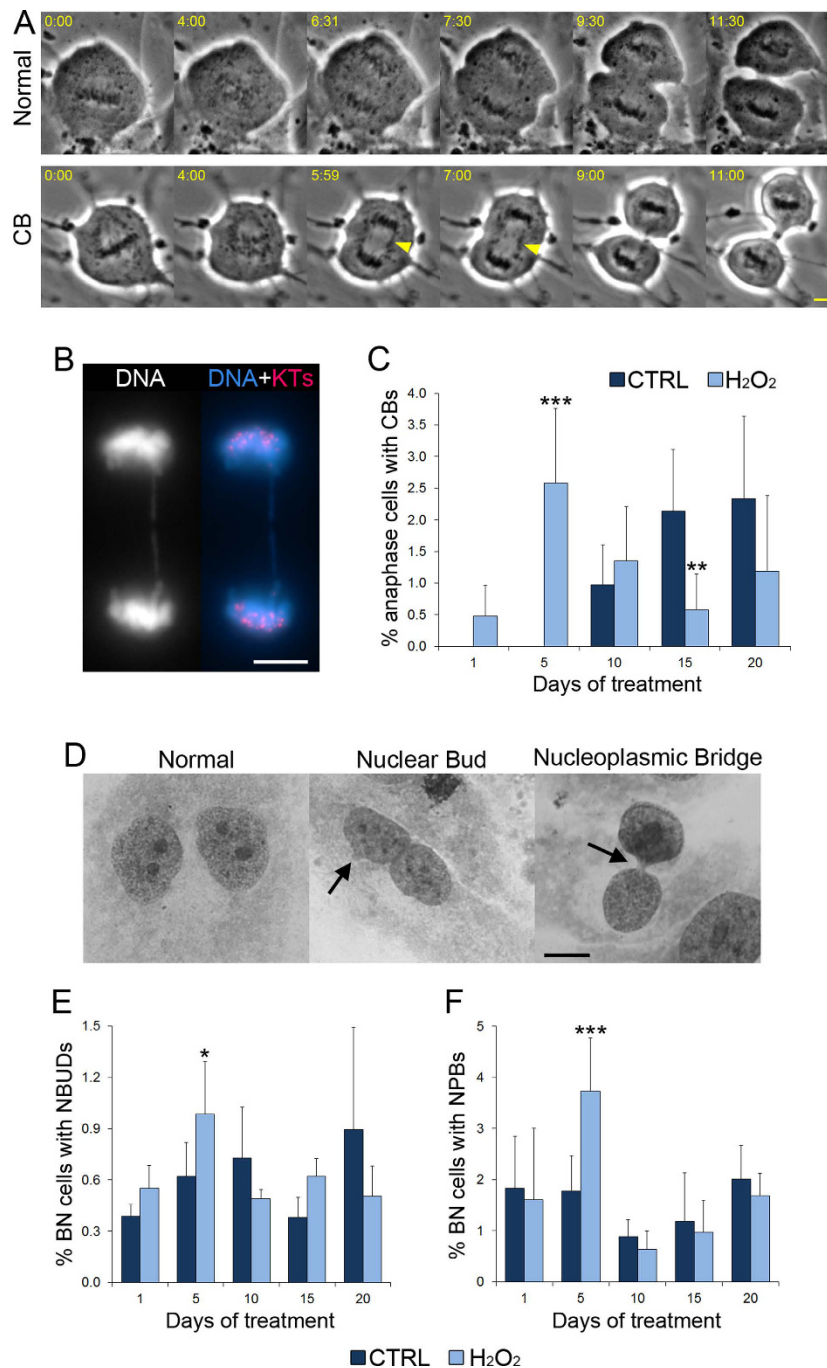 A
Normal
0:00 4:00 6:31 7:30 9:30 11:30
CB
0:00 4:00 5:59 7:00 9:00 11:00
B
DNA DNA+KTs
C
CTRL H₂O₂
% anaphase cells with CBs
4.0
3.5
3.0
2.5
2.0
1.5
1.0
0.5
0.0
***
**
1 5 10 15 20
Days of treatment
D
Normal Nuclear Bud Nucleoplasmic Bridge
E
% BN cells with NBUDs
1.5
1.2
0.9
0.6
0.3
0.0
*
1 5 10 15 20
Days of treatment
F
% BN cells with NPBs
5
4
3
2
1
0
***
1 5 10 15 20
Days of treatment
CTRL H₂O₂